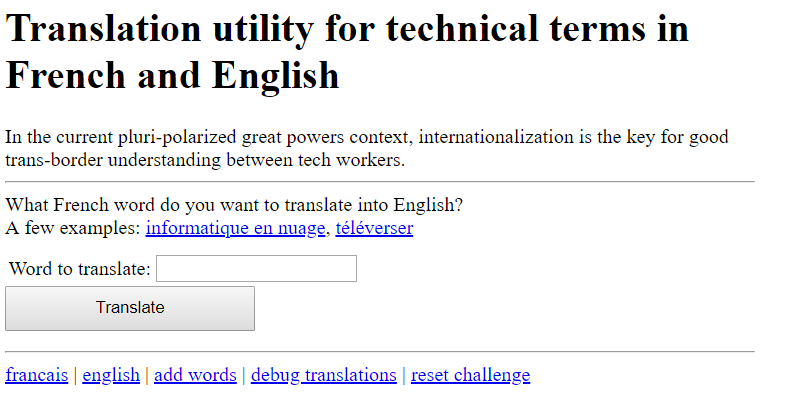 Translation utility for technical terms in
French and English
In the current pluri-polarized great powers context, internationalization is the key for good
trans-border understanding between tech workers.
What French word do you want to translate into English?
A few examples: informatique en nuage, téléverser
Word to translate:
Translate
francais | english | add words | debug translations | reset challenge